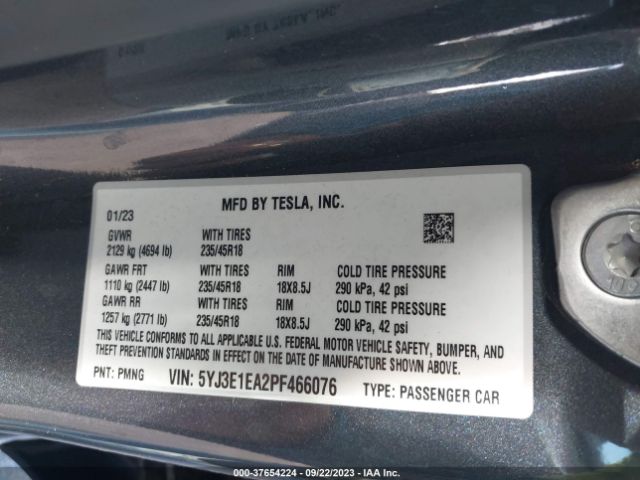 MFD BY TESLA, INC.
01/23
GVWR WITH TIRES
2129 kg (4694 lb) 235/45R18
GAWR FRT WITH TIRES RIM COLD TIRE PRESSURE
1110 kg (2447 lb) 235/45R18 18X8.5J 290 kPa, 42 psi
GAWR RR WITH TIRES RIM COLD TIRE PRESSURE
1257 kg (2771 lb) 235/45R18 18X8.5J 290 kPa, 42 psi
THIS VEHICLE CONFORMS TO ALL APPLICABLE U.S. FEDERAL MOTOR VEHICLE SAFETY, BUMPER, AND
THEFT PREVENTION STANDARDS IN EFFECT ON THE DATE OF MANUFACTURE SHOWN ABOVE.
PNT: PMNG VIN: 5YJ3E1EA2PF466076 TYPE: PASSENGER CAR
000-37654224 - 09/22/2023 - IAA Inc.